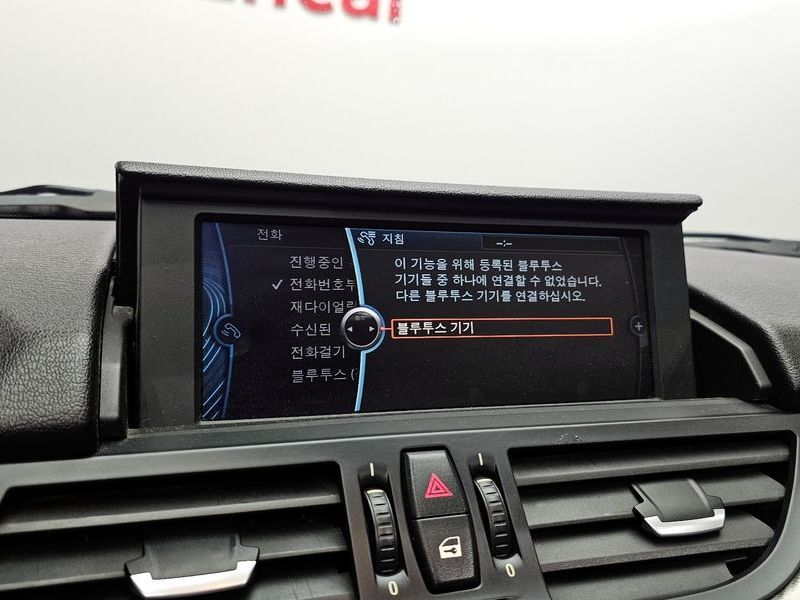 전화
지침
--:--
진행중인
전화번호부
재다이얼
수신된
전화걸기
블루투스 (
이 기능을 위해 등록된 블루투스
기기들 중 하나에 연결할 수 없었습니다.
다른 블루투스 기기를 연결하십시오.
블루투스 기기
0
0